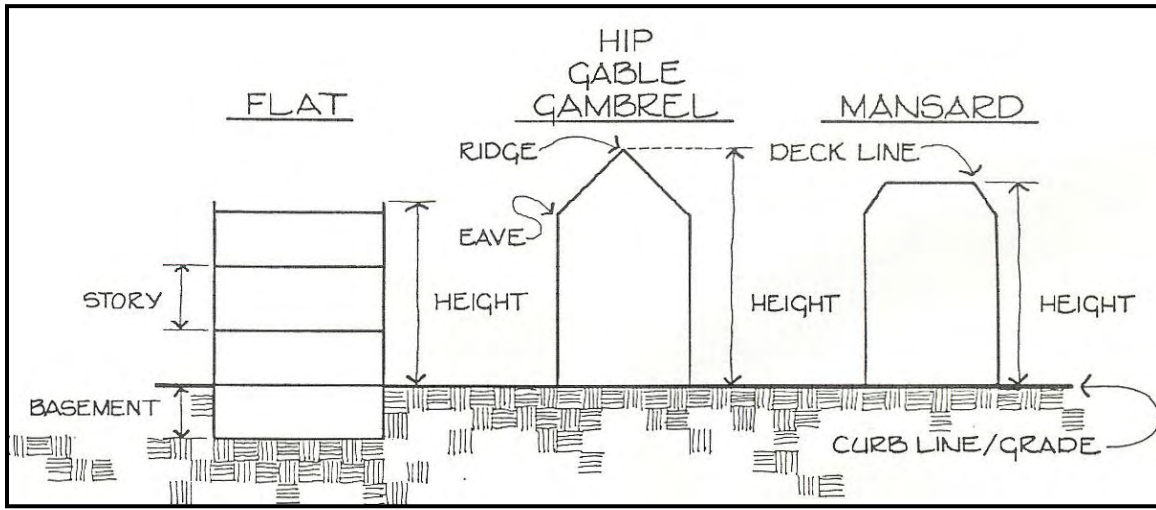 FLAT
HIP
GABLE
GAMBREL
MANSARD
RIDGE
DECK LINE
EAVE
STORY
HEIGHT
HEIGHT
HEIGHT
BASEMENT
CURB LINE/GRADE